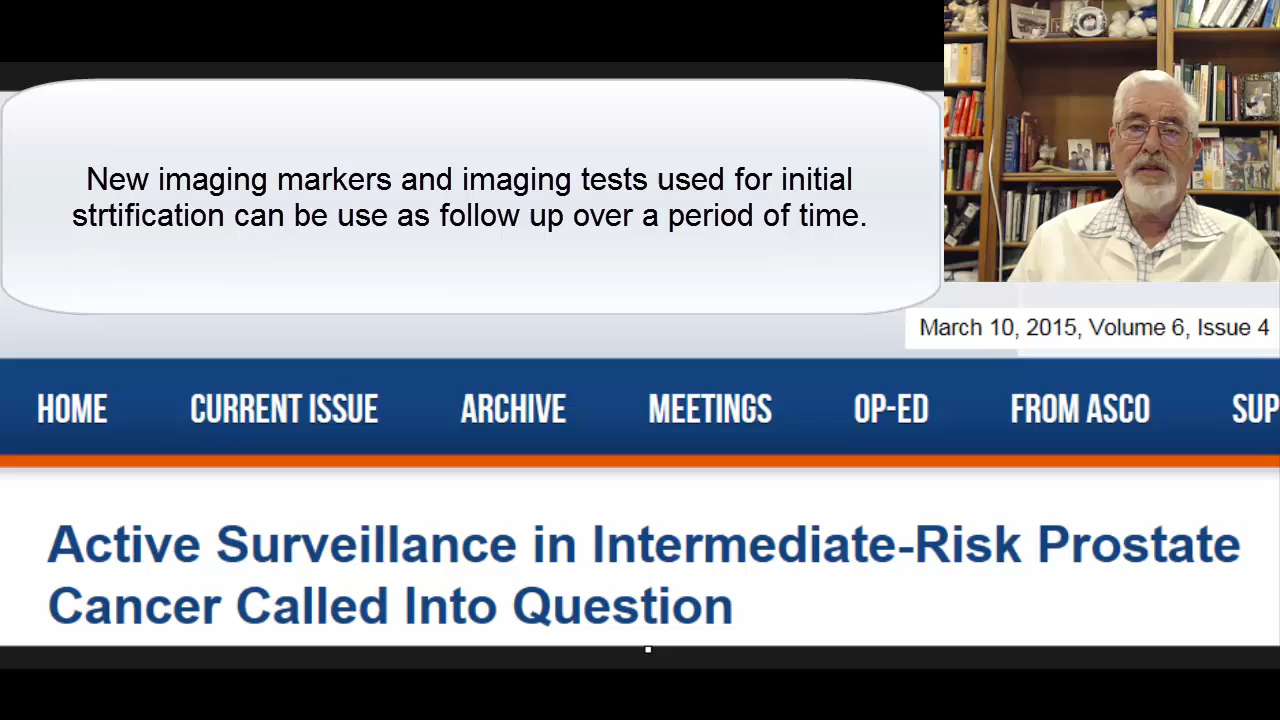 New imaging markers and imaging tests used for initial
strtification can be use as follow up over a period of time.
March 10, 2015, Volume 6, Issue 4
HOME CURRENT ISSUE ARCHIVE MEETINGS OP-ED FROM ASCO SUP
Active Surveillance in Intermediate-Risk Prostate
Cancer Called Into Question